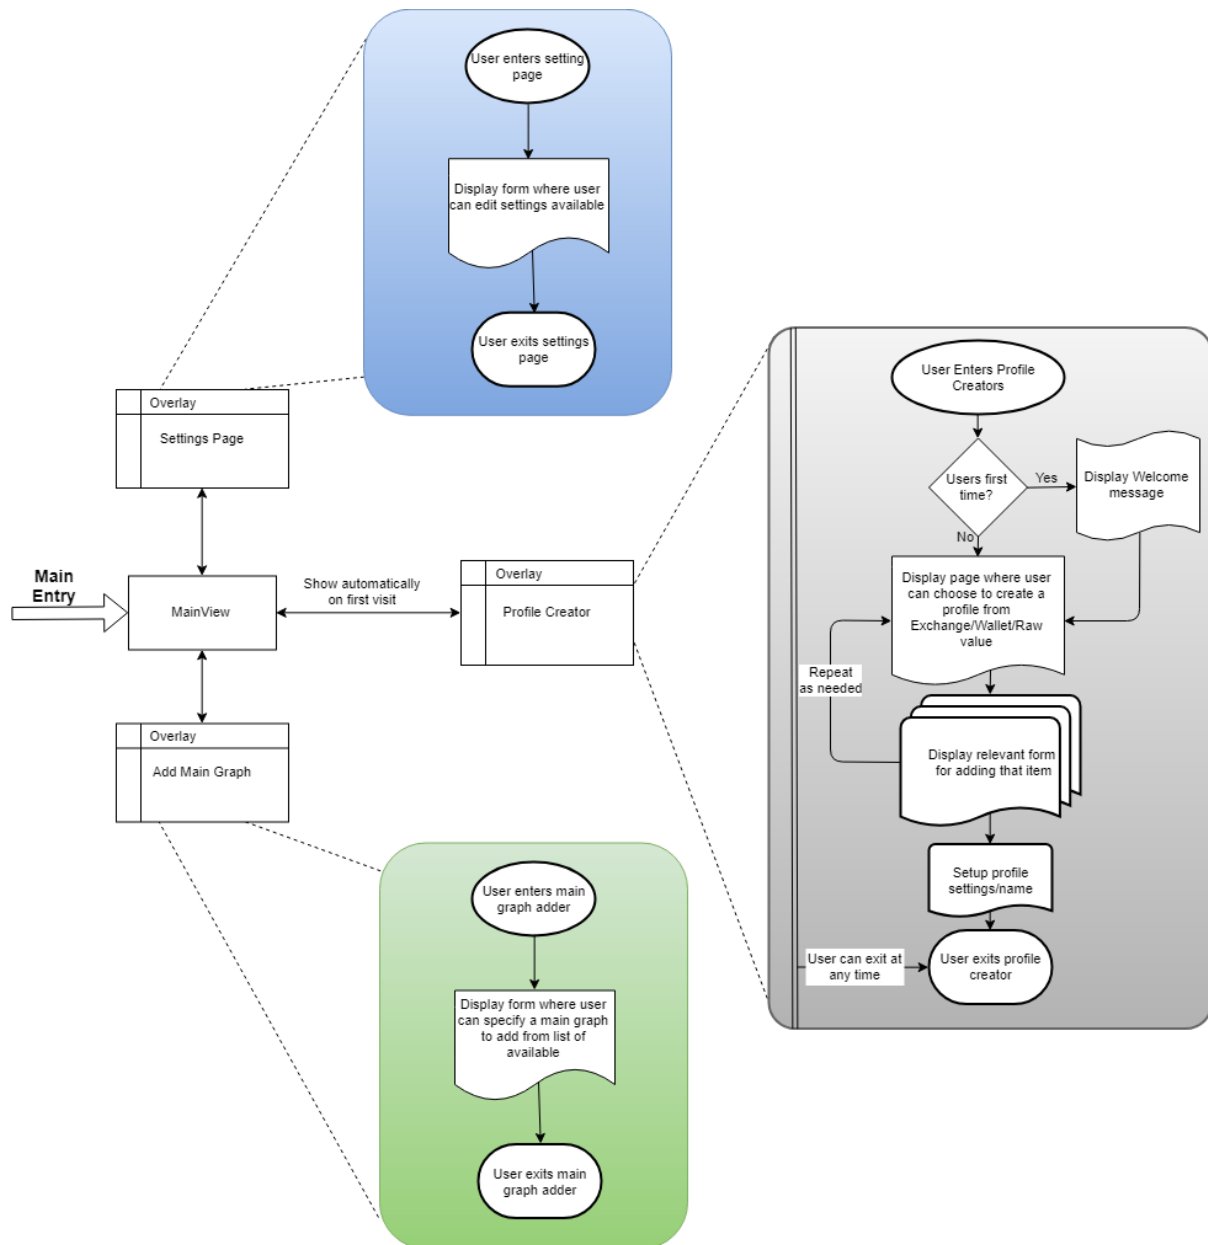 User enters setting
page
Display form where user
can edit settings available
User exits settings
page
Overlay
Settings Page
Main
Entry
MainView
Show automatically
on first visit
Overlay
Profile Creator
Overlay
Add Main Graph
User enters main
graph adder
Display form where user
can specify a main graph
to add from list of
available
User exits main
graph adder
User Enters Profile
Creators
Users first
time?
Yes
Display Welcome
message
No
Display page where user
can choose to create a
profile from
Exchange/Wallet/Raw
value
Repeat
as needed
Display relevant form
for adding that item
Setup profile
settings/name
User can exit at
any time
User exits profile
creator